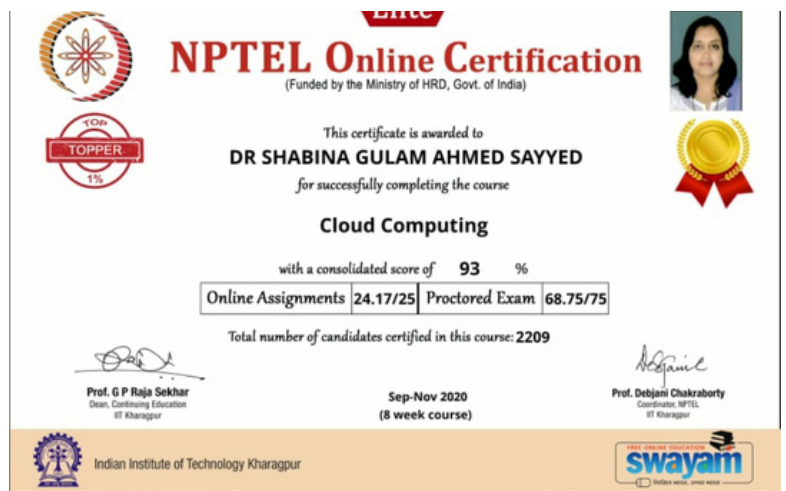 Elite
NPTEL Online Certification
(Funded by the Ministry of HRD, Govt. of India)
TOP
TOPPER
1%
This certificate is awarded to
DR SHABINA GULAM AHMED SAYYED
for successfully completing the course
Cloud Computing
with a consolidated score of 93 %
Online Assignments 24.17/25 Proctored Exam 68.75/75
Total number of candidates certified in this course: 2209
Prof. G P Raja Sekhar
Dean, Continuing Education
IIT Kharagpur
Sep-Nov 2020
(8 week course)
Prof. Debjani Chakraborty
Coordinator, NPTEL
IIT Kharagpur
Indian Institute of Technology Kharagpur
FREE ONLINE EDUCATION
swayam